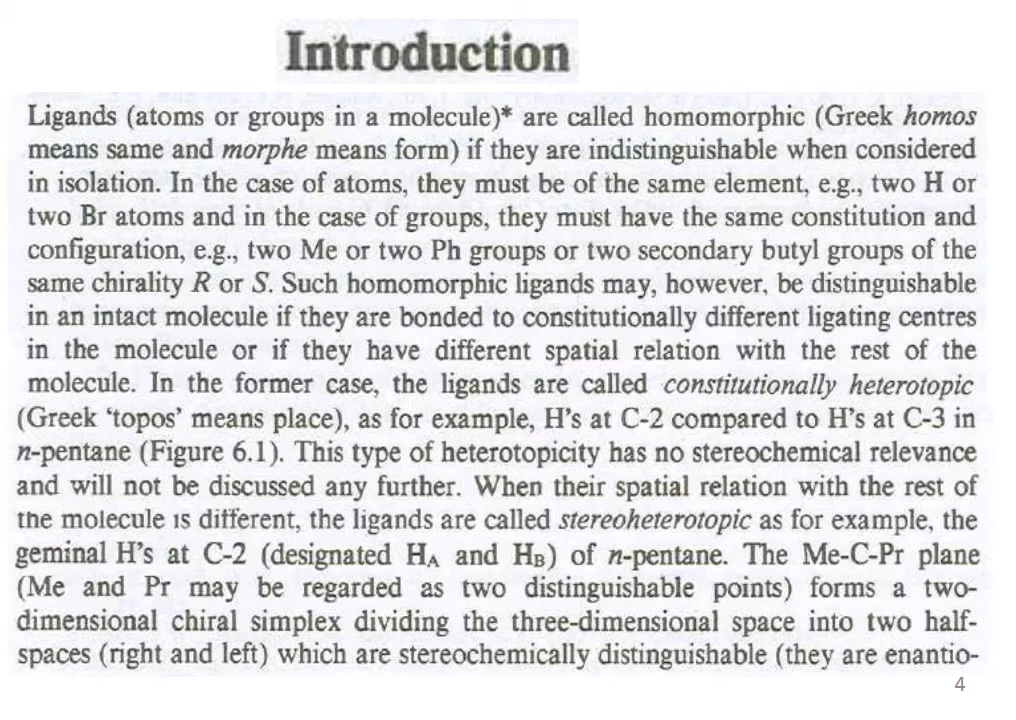 Introduction
Ligands (atoms or groups in a molecule)* are called homomorphic (Greek homos
means same and morphe means form) if they are indistinguishable when considered
in isolation. In the case of atoms, they must be of the same element, e.g., two H or
two Br atoms and in the case of groups, they must have the same constitution and
configuration, e.g., two Me or two Ph groups or two secondary butyl groups of the
same chirality R or S. Such homomorphic ligands may, however, be distinguishable
in an intact molecule if they are bonded to constitutionally different ligating centres
in the molecule or if they have different spatial relation with the rest of the
molecule. In the former case, the ligands are called constitutionally heterotopic
(Greek ‘topos’ means place), as for example, H’s at C-2 compared to H’s at C-3 in
n-pentane (Figure 6.1). This type of heterotopicity has no stereochemical relevance
and will not be discussed any further. When their spatial relation with the rest of
the molecule is different, the ligands are called stereoheterotopic as for example, the
geminal H’s at C-2 (designated HA and HB) of n-pentane. The Me-C-Pr plane
(Me and Pr may be regarded as two distinguishable points) forms a two-
dimensional chiral simplex dividing the three-dimensional space into two half-
spaces (right and left) which are stereochemically distinguishable (they are enantio-
4